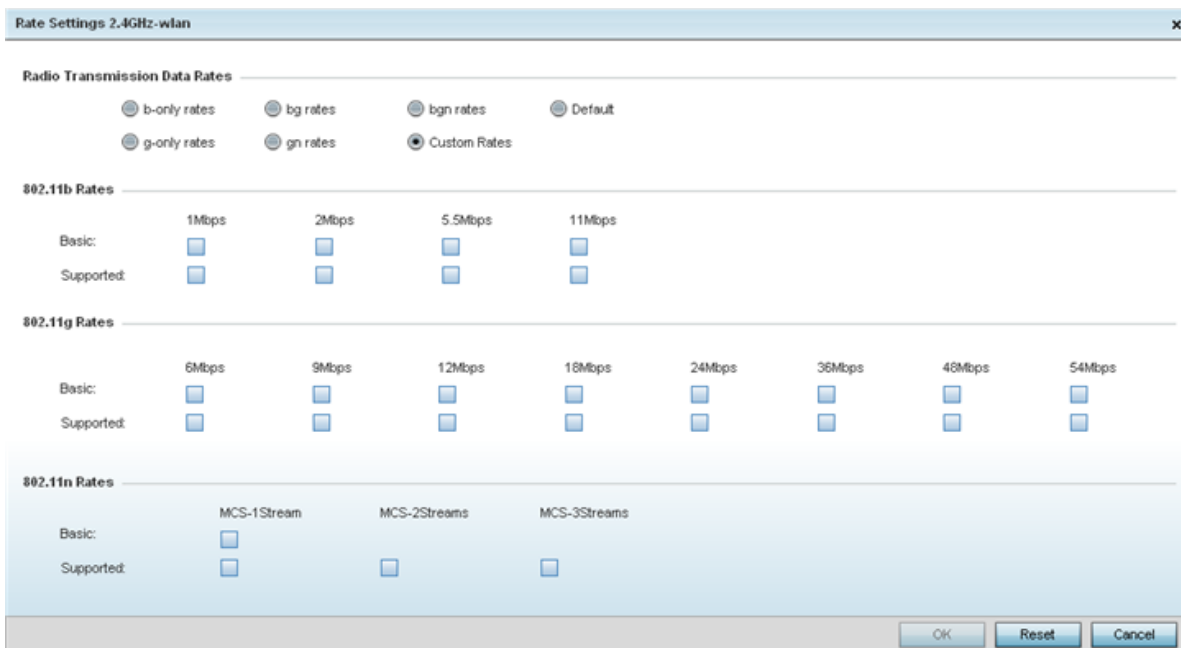 Rate Settings 2.4GHz-wlan
Radio Transmission Data Rates
b-only rates bg rates bgn rates Default
g-only rates gn rates Custom Rates
802.11b Rates
1Mbps 2Mbps 5.5Mbps 11Mbps
Basic:
Supported:
802.11g Rates
6Mbps 9Mbps 12Mbps 18Mbps 24Mbps 36Mbps 48Mbps 54Mbps
Basic:
Supported:
802.11n Rates
MCS-1Stream MCS-2Streams MCS-3Streams
Basic:
Supported:
OK Reset Cancel